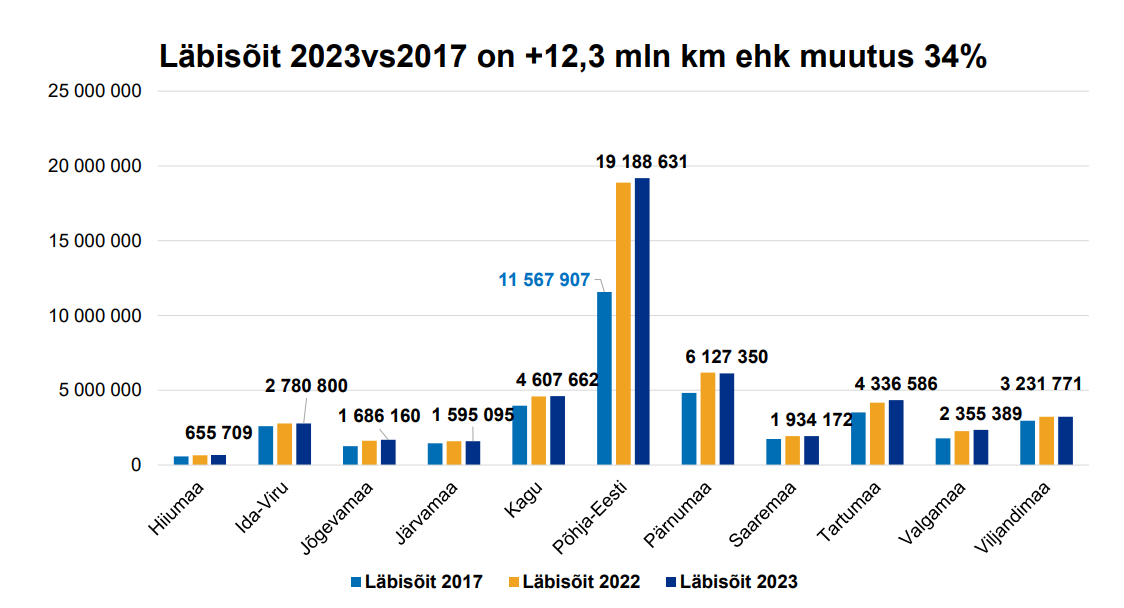 Läbisõit 2023vs2017 on +12,3 mln km ehk muutus 34%
25 000 000
20 000 000
15 000 000
10 000 000
5 000 000
0
655 709
2 780 800
1 686 160
1 595 095
4 607 662
11 567 907
19 188 631
6 127 350
1 934 172
4 336 586
2 355 389
3 231 771
Hiiumaa
Ida-Viru
Jõgevamaa
Järvamaa
Kagu
Põhja-Eesti
Pärnumaa
Saaremaa
Tartumaa
Valgamaa
Viljandimaa
Läbisõit 2017
Läbisõit 2022
Läbisõit 2023